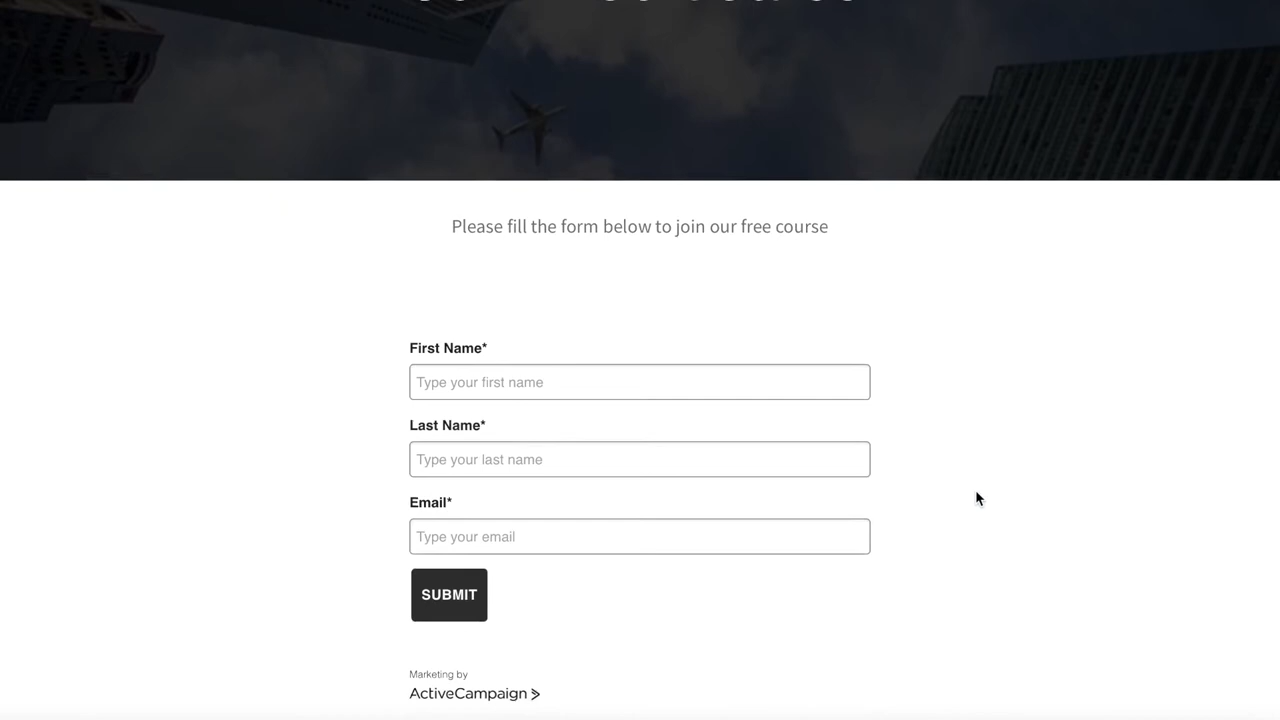 Please fill the form below to join our free course
First Name*
Type your first name
Last Name*
Type your last name
Email*
Type your email
SUBMIT
Marketing by
ActiveCampaign >